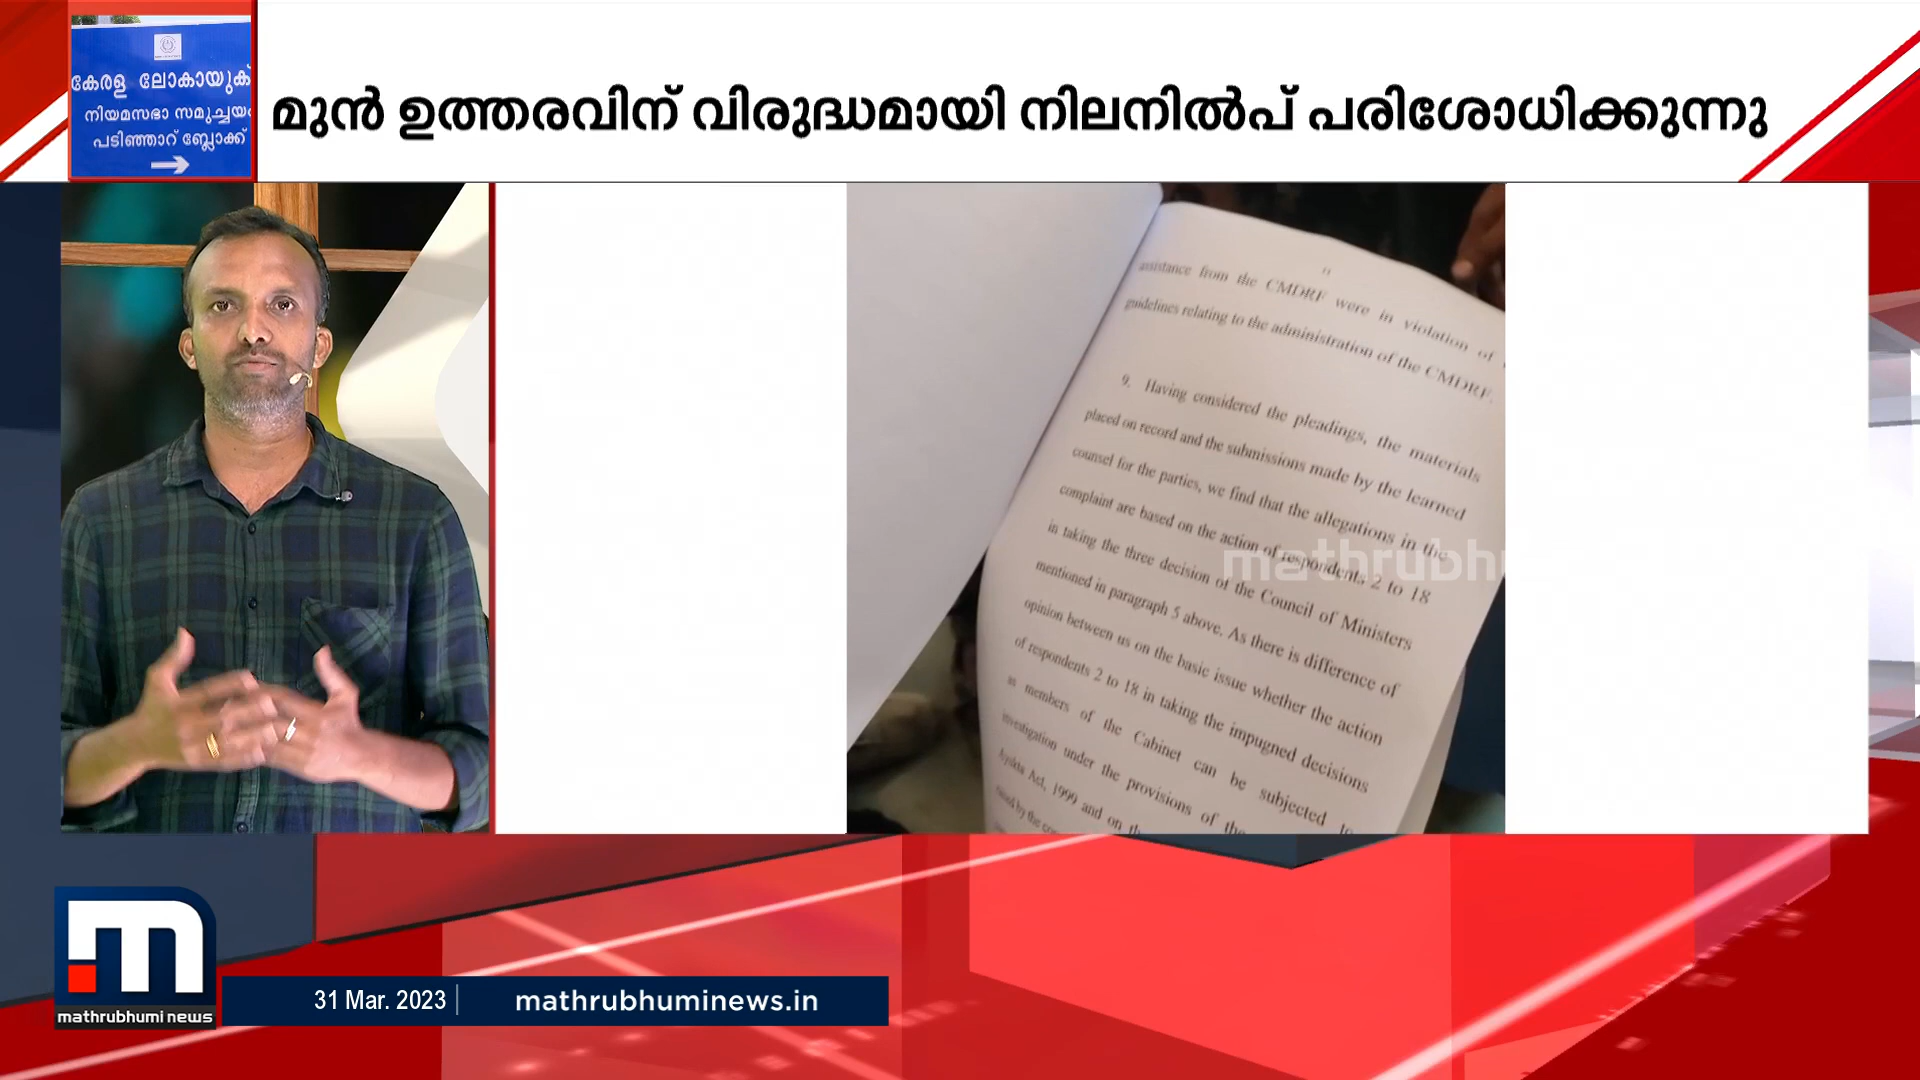 കേരള ലോകായുക്
നിയമസഭാ സമുച്ചയം
പടിഞ്ഞാറ് ബ്ലോക്ക്
മുൻ ഉത്തരവിന് വിരുദ്ധമായി നിലനിൽപ് പരിശോധിക്കുന്നു
11
assistance from the CMDRF were in violation of
guidelines relating to the administration of the CMDRF.
9. Having considered the pleadings, the materials
placed on record and the submissions made by the learned
counsel for the parties, we find that the allegations in the
complaint are based on the action of respondents 2 to 18
in taking the three decision of the Council of Ministers
mentioned in paragraph 5 above. As there is difference of
opinion between us on the basic issue whether the action
of respondents 2 to 18 in taking the impugned decisions
as members of the Cabinet can be subjected to
investigation under the provisions of the
Ayukta Act, 1999 and on
mathrubhu
mathrubhumi news
31 Mar. 2023
mathrubhuminews.in